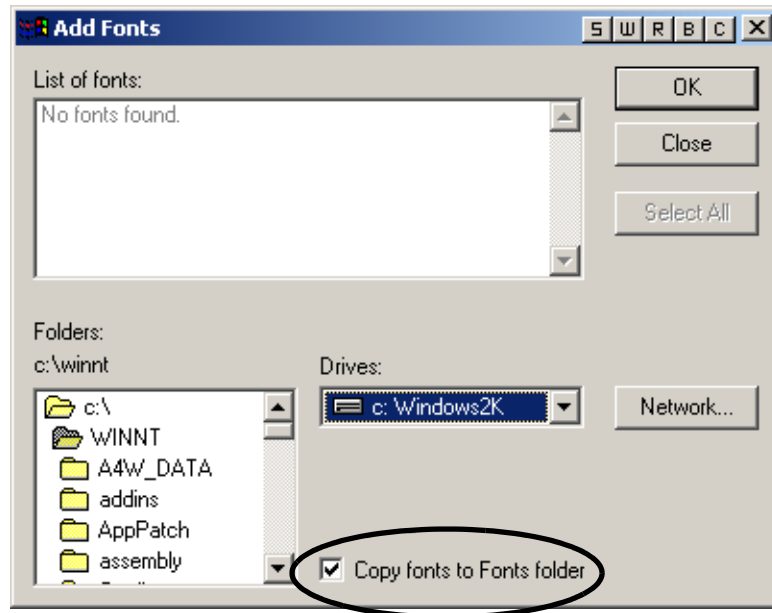 Add Fonts
S W R B C
List of fonts:
No fonts found.
OK
Close
Select All
Folders:
c:\winnt
Drives:
c:\
WINNT
A4W_DATA
addins
AppPatch
assembly
c: Windows2K
Network...
Copy fonts to Fonts folder